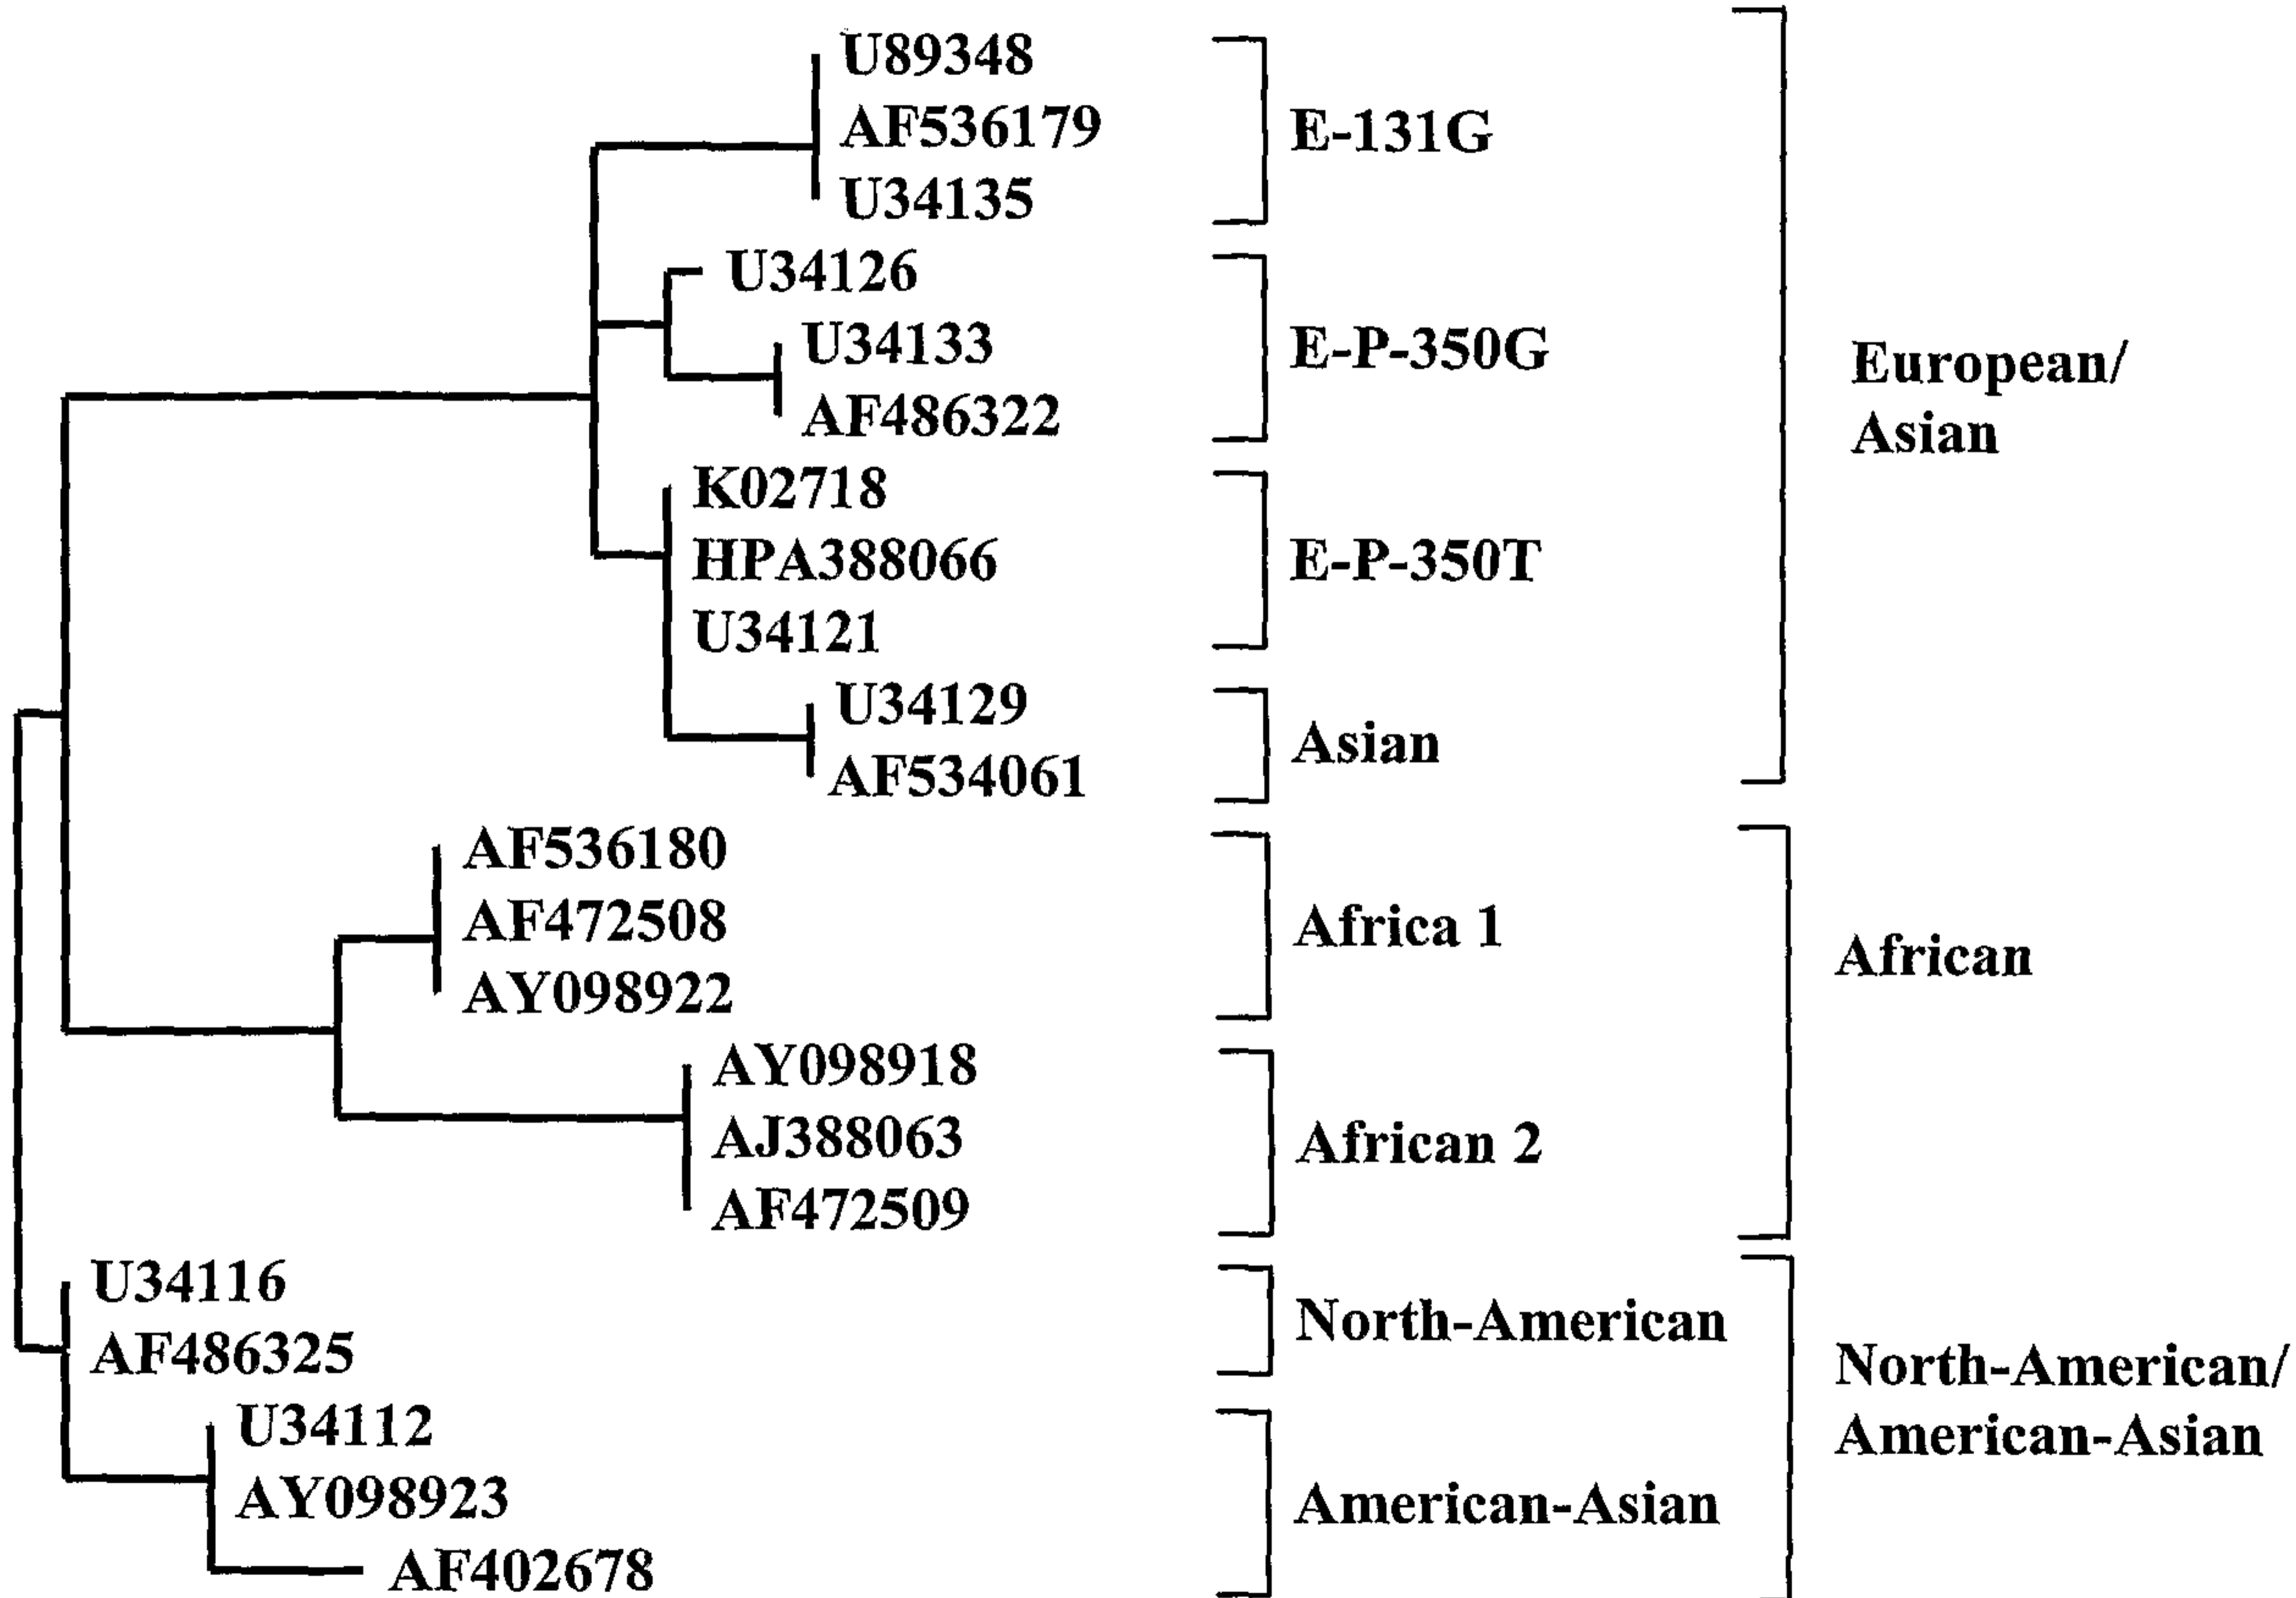 U89348
AF536179
U34135
E-131G
U34126
U34133
AF486322
E-P-350G
K02718
HPA388066
U34121
E-P-350T
U34129
AF534061
Asian
European/
Asian
AF536180
AF472508
AY098922
Africa 1
AY098918
AJ388063
AF472509
African 2
African
U34116
AF486325
North-American
U34112
AY098923
AF402678
American-Asian
North-American/
American-Asian